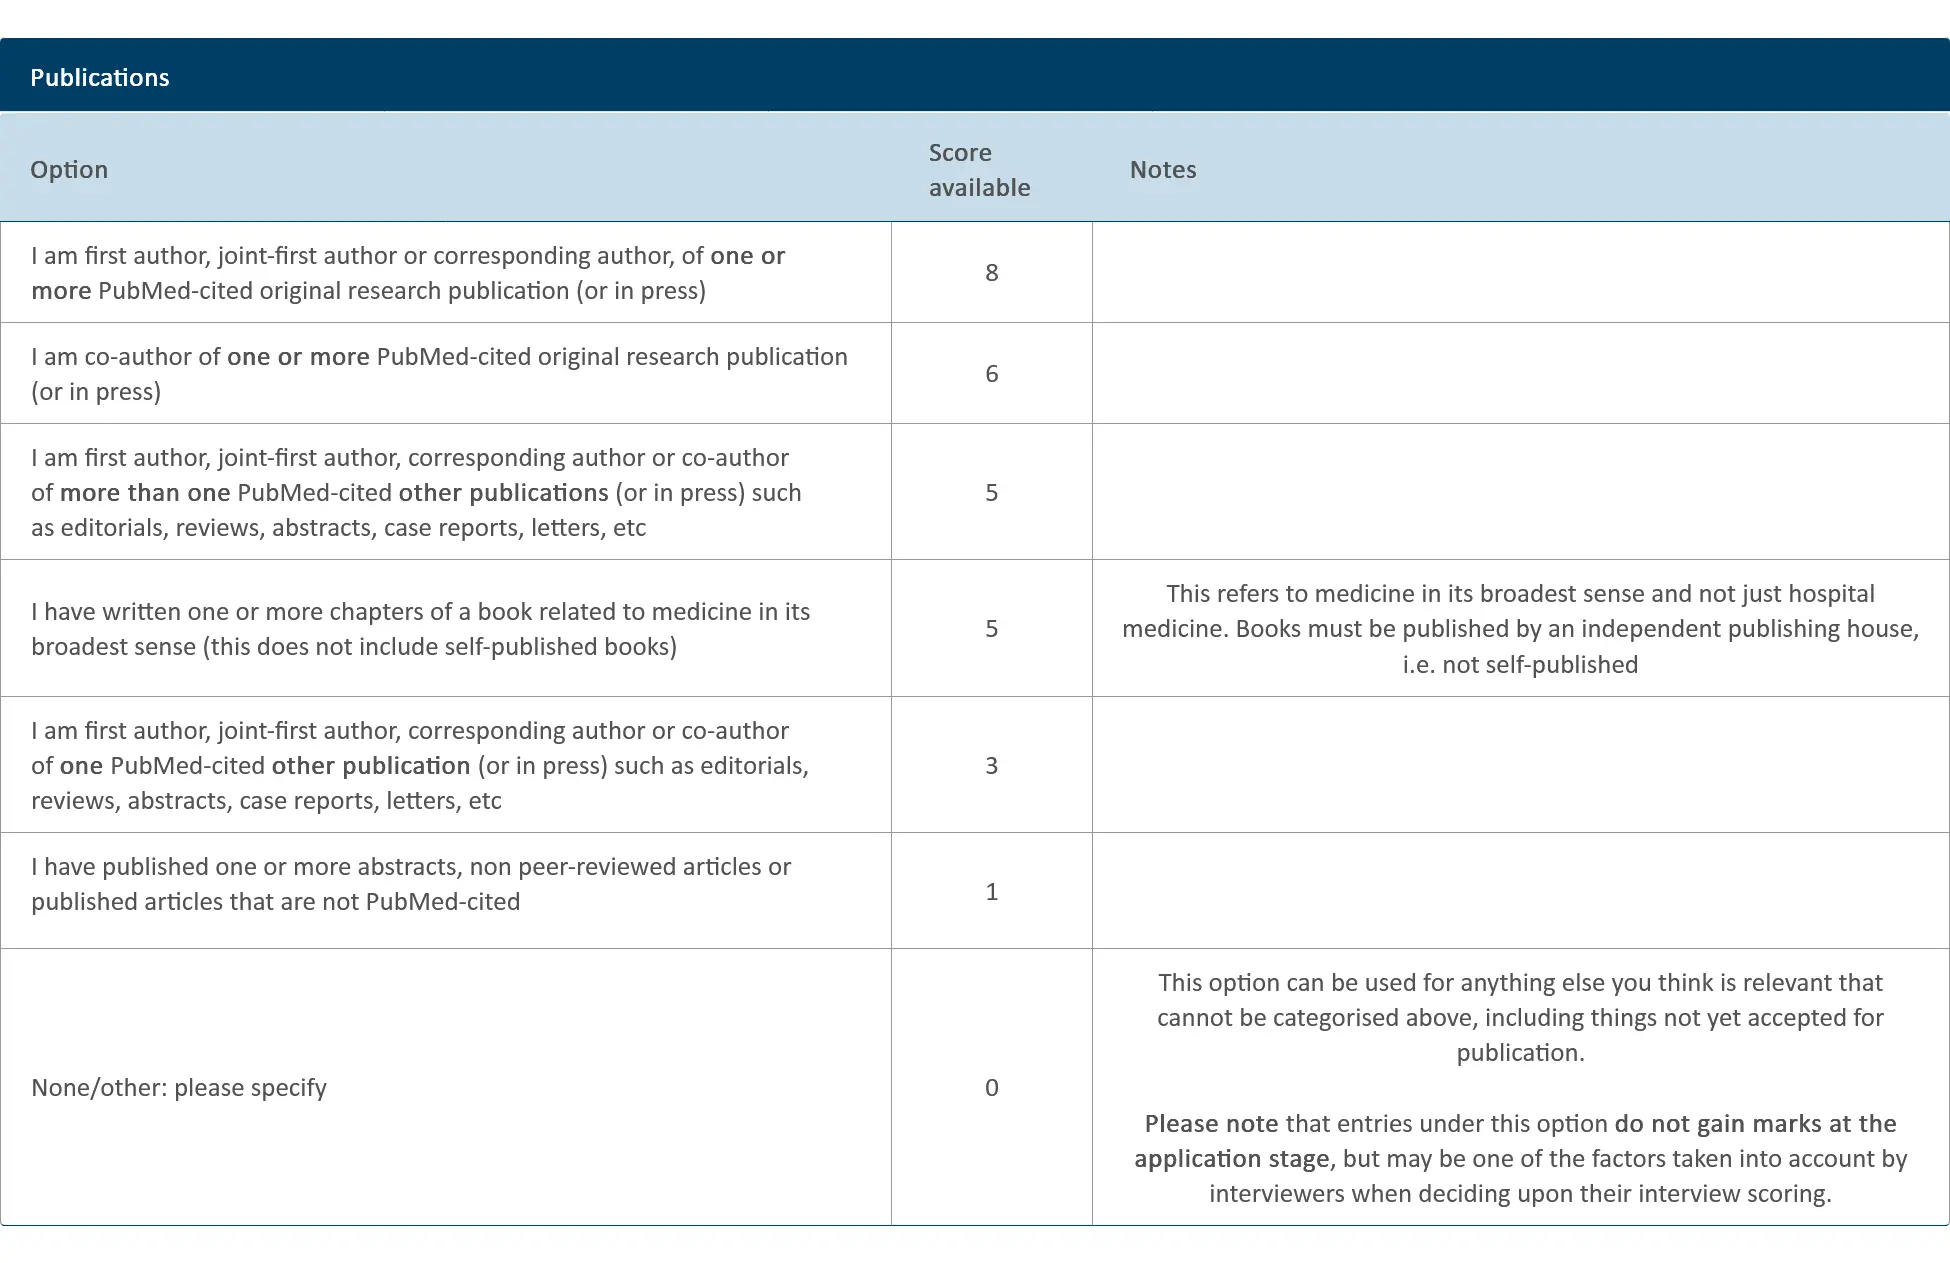 Publications
Option
Score
available
Notes
I am first author, joint-first author or corresponding author, of one or
more PubMed-cited original research publication (or in press)
8
I am co-author of one or more PubMed-cited original research publication
(or in press)
6
I am first author, joint-first author, corresponding author or co-author
of more than one PubMed-cited other publications (or in press) such
as editorials, reviews, abstracts, case reports, letters, etc
5
I have written one or more chapters of a book related to medicine in its
broadest sense (this does not include self-published books)
5
This refers to medicine in its broadest sense and not just hospital
medicine. Books must be published by an independent publishing house,
i.e. not self-published
I am first author, joint-first author, corresponding author or co-author
of one PubMed-cited other publication (or in press) such as editorials,
reviews, abstracts, case reports, letters, etc
3
I have published one or more abstracts, non peer-reviewed articles or
published articles that are not PubMed-cited
1
None/other: please specify
0
This option can be used for anything else you think is relevant that
cannot be categorised above, including things not yet accepted for
publication.
Please note that entries under this option do not gain marks at the
application stage, but may be one of the factors taken into account by
interviewers when deciding upon their interview scoring.